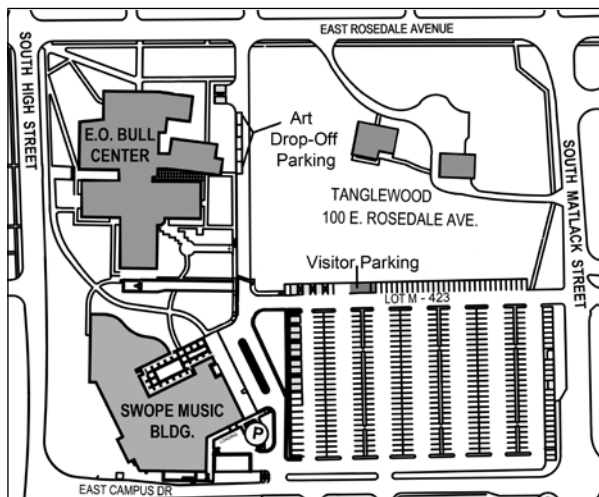 EAST ROSEDALE AVENUE
SOUTH HIGH STREET
E.O. BULL
CENTER
Art
Drop-Off
Parking
TANGLEWOOD
100 E. ROSEDALE AVE.
SOUTH MATLACK STREET
Visitor Parking
LOT M - 423
SWOPE MUSIC
BLDG.
P
EAST CAMPUS DR